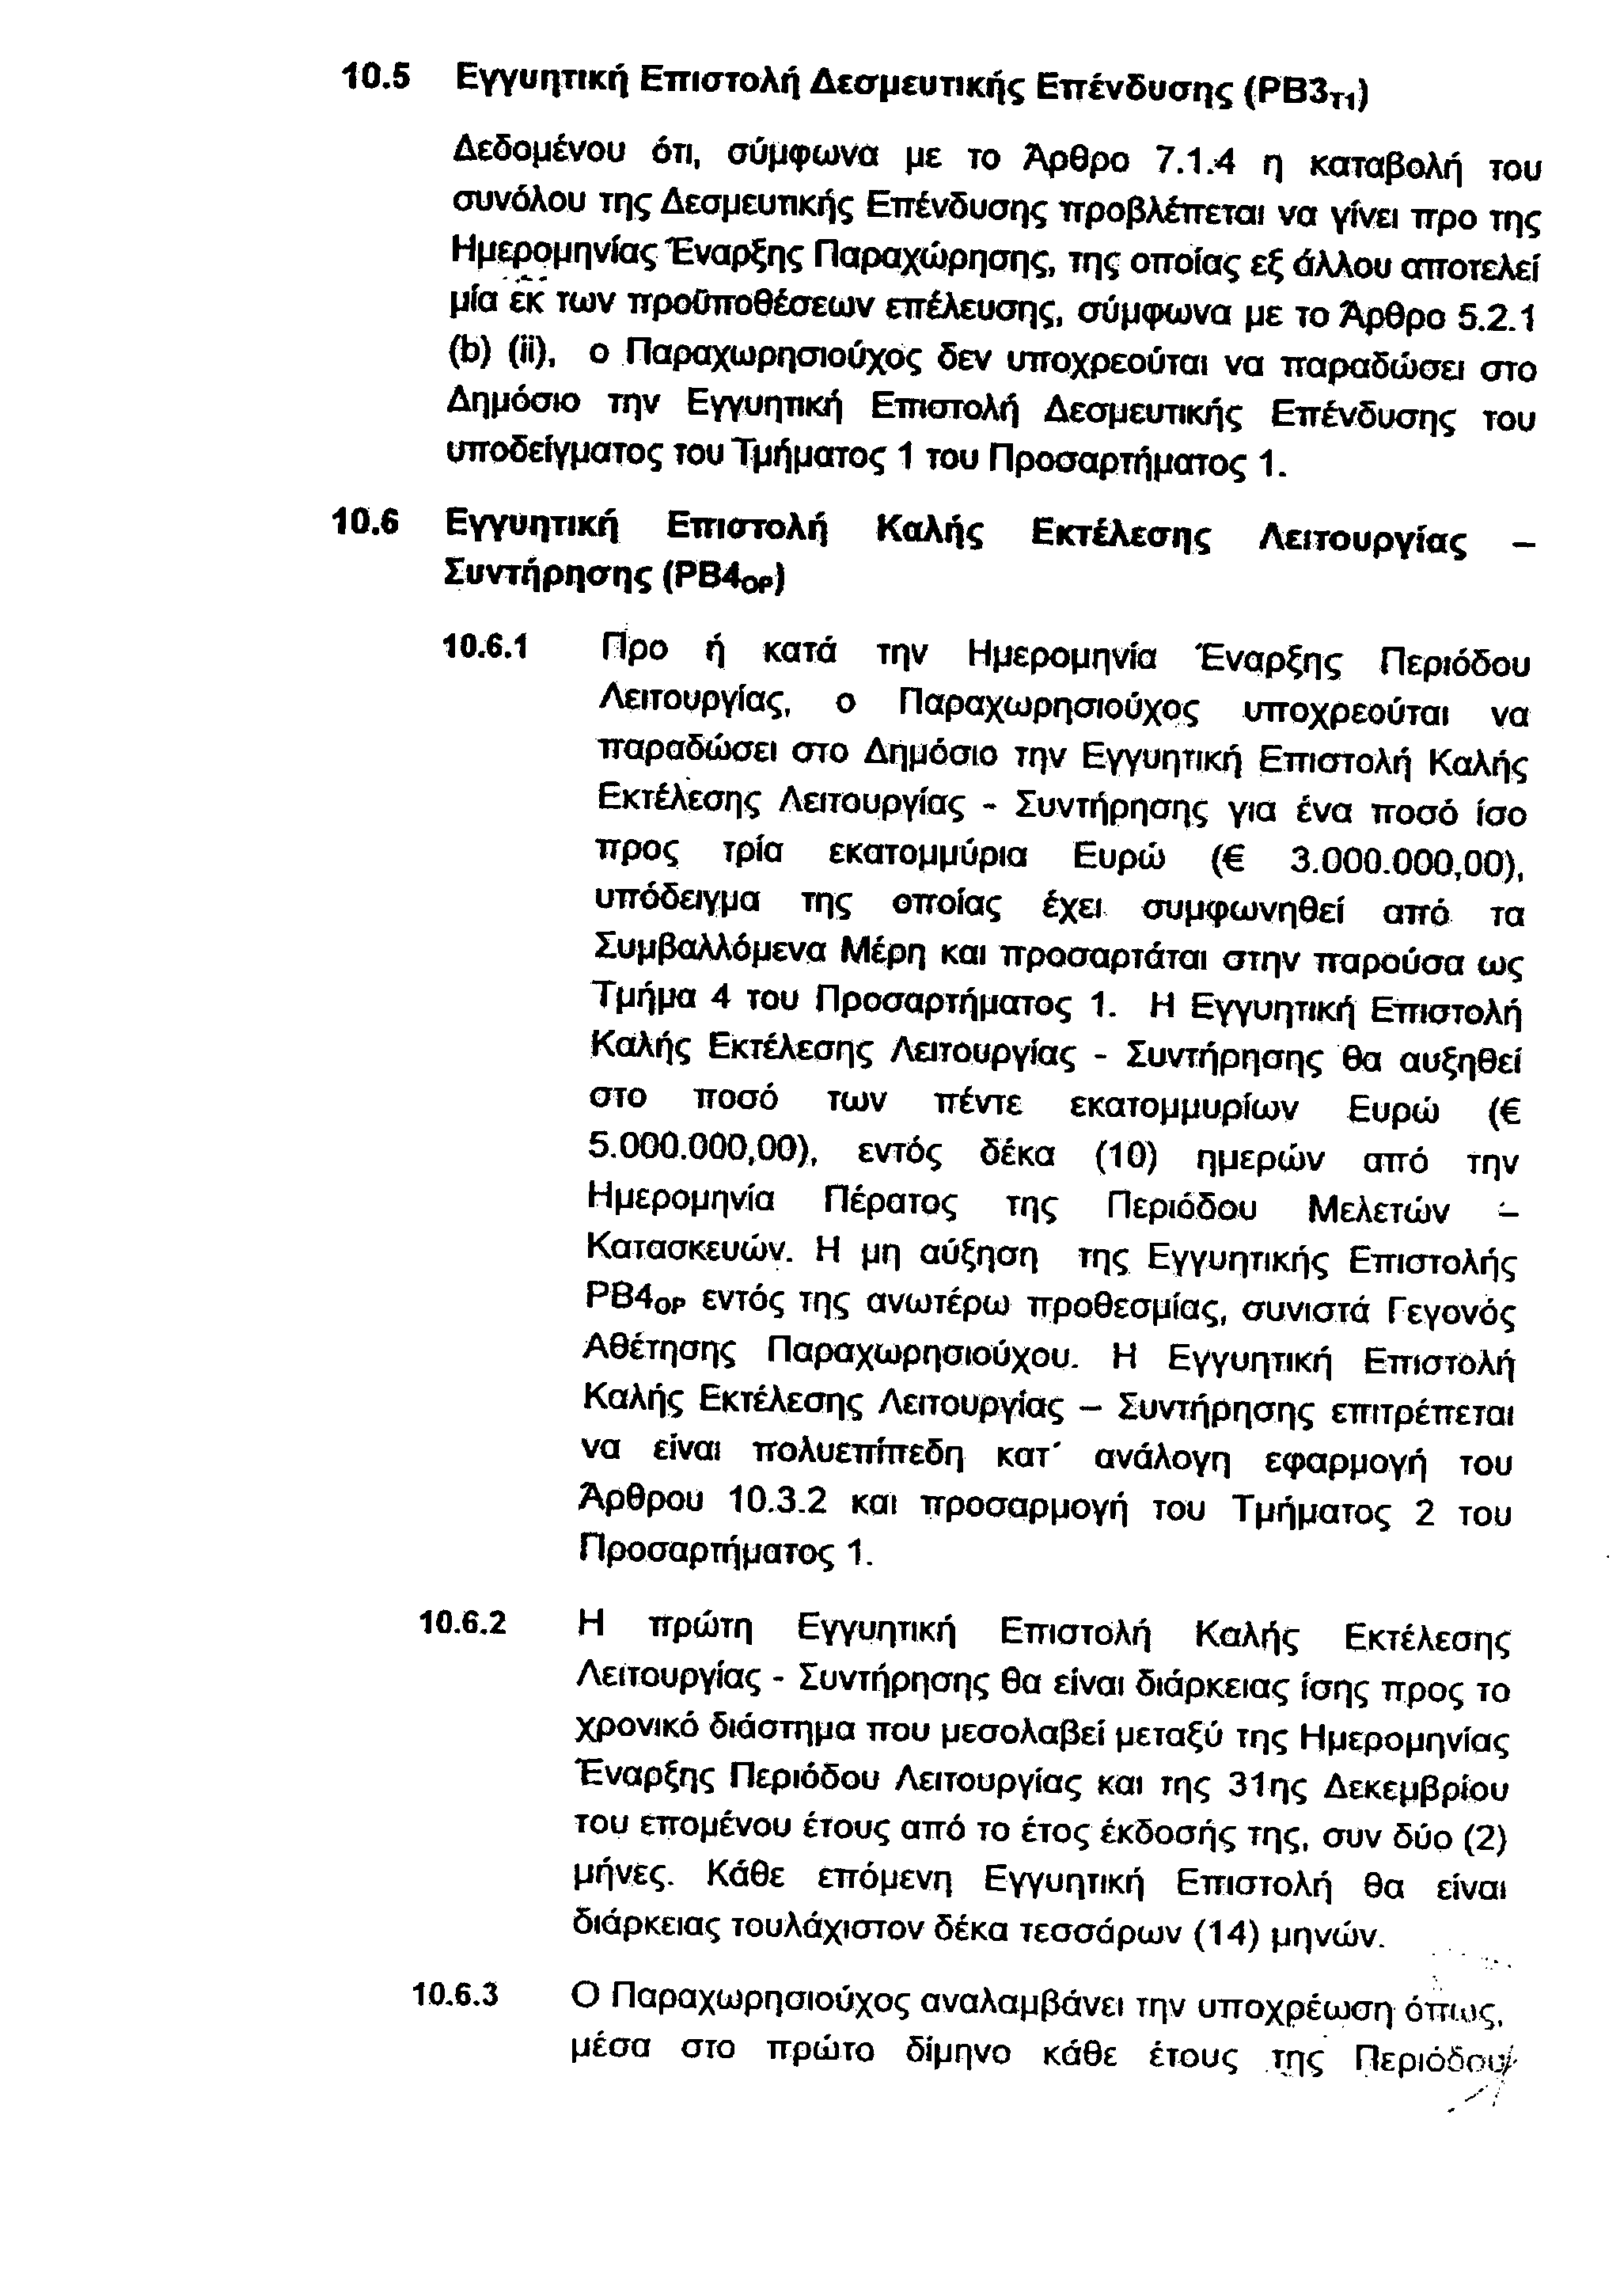 10.5 Εγγυητική Επιστολή Δεσμευτικής Επένδυσης (PB3T1)
Δεδομένου ότι, σύμφωνα με το Άρθρο 7.1.4 η καταβολή του
συνόλου της Δεσμευτικής Επένδυσης προβλέπεται να γίνει προ της
Ημερομηνίας Έναρξης Παραχώρησης, της οποίας εξ άλλου αποτελεί
μία εκ των προϋποθέσεων επέλευσης, σύμφωνα με το Άρθρο 5.2.1
(b) (ii), ο Παραχωρησιούχος δεν υποχρεούται να παραδώσει στο
Δημόσιο την Εγγυητική Επιστολή Δεσμευτικής Επένδυσης του
υποδείγματος του Τμήματος 1 του Προσαρτήματος 1.
10.6 Εγγυητική Επιστολή Καλής Εκτέλεσης Λειτουργίας –
Συντήρησης (PB4OP)
10.6.1 Προ ή κατά την Ημερομηνία Έναρξης Περιόδου
Λειτουργίας, ο Παραχωρησιούχος υποχρεούται να
παραδώσει στο Δημόσιο την Εγγυητική Επιστολή Καλής
Εκτέλεσης Λειτουργίας - Συντήρησης για ένα ποσό ίσο
προς τρία εκατομμύρια Ευρώ (€ 3.000.000,00),
υπόδειγμα της οποίας έχει συμφωνηθεί από τα
Συμβαλλόμενα Μέρη και προσαρτάται στην παρούσα ως
Τμήμα 4 του Προσαρτήματος 1. Η Εγγυητική Επιστολή
Καλής Εκτέλεσης Λειτουργίας - Συντήρησης θα αυξηθεί
στο ποσό των πέντε εκατομμυρίων Ευρώ (€
5.000.000,00), εντός δέκα (10) ημερών από την
Ημερομηνία Πέρατος της Περιόδου Μελετών –
Κατασκευών. Η μη αύξηση της Εγγυητικής Επιστολής
PB4OP εντός της ανωτέρω προθεσμίας, συνιστά Γεγονός
Αθέτησης Παραχωρησιούχου. Η Εγγυητική Επιστολή
Καλής Εκτέλεσης Λειτουργίας – Συντήρησης επιτρέπεται
να είναι πολυεπίπεδη κατ΄ ανάλογη εφαρμογή του
Άρθρου 10.3.2 και προσαρμογή του Τμήματος 2 του
Προσαρτήματος 1.
10.6.2 Η πρώτη Εγγυητική Επιστολή Καλής Εκτέλεσης
Λειτουργίας - Συντήρησης θα είναι διάρκειας ίσης προς το
χρονικό διάστημα που μεσολαβεί μεταξύ της Ημερομηνίας
Έναρξης Περιόδου Λειτουργίας και της 31ης Δεκεμβρίου
του επομένου έτους από το έτος έκδοσής της, συν δύο (2)
μήνες. Κάθε επόμενη Εγγυητική Επιστολή θα είναι
διάρκειας τουλάχιστον δέκα τεσσάρων (14) μηνών.
10.6.3 Ο Παραχωρησιούχος αναλαμβάνει την υποχρέωση όπως,
μέσα στο πρώτο δίμηνο κάθε έτους της Περιόδου